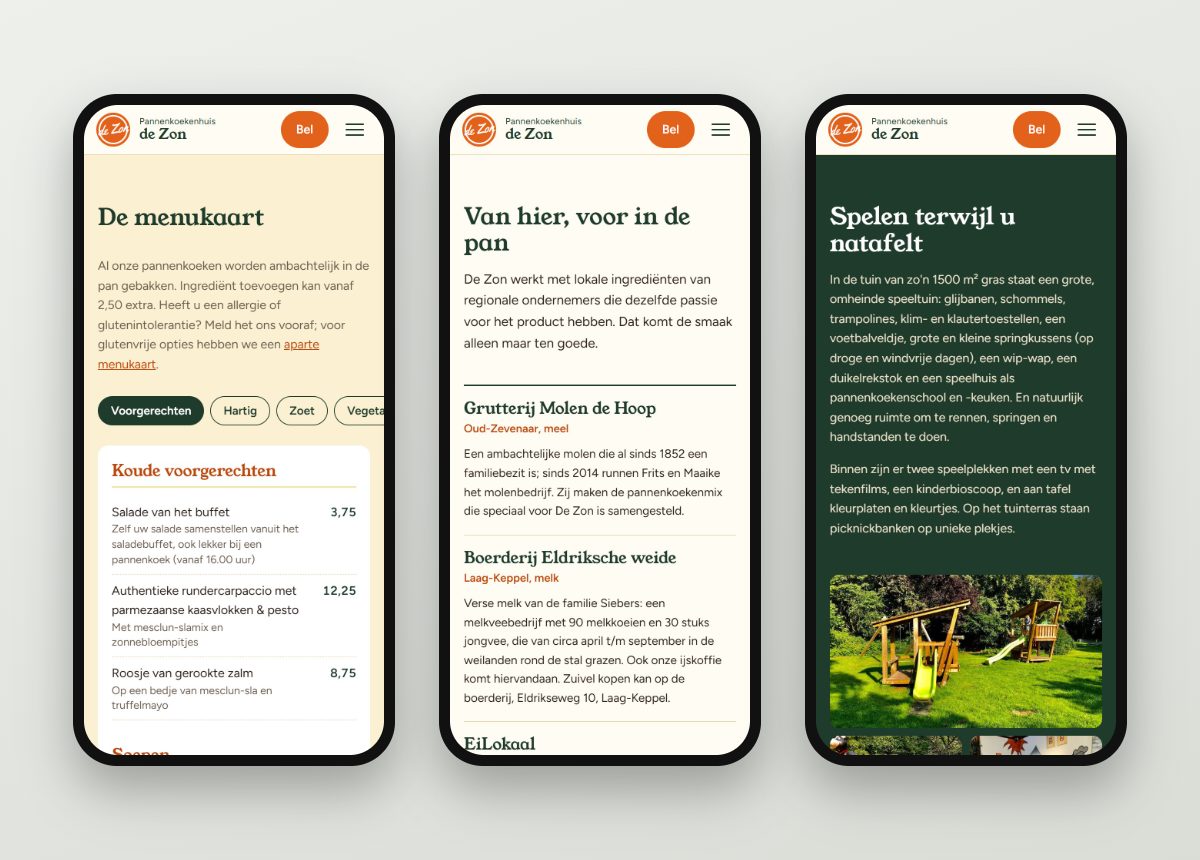 de Zon
Pannenkoekenhuis
de Zon
Bel
De menukaart
Al onze pannenkoeken worden ambachtelijk in de
pan gebakken. Ingrediënt toevoegen kan vanaf
2,50 extra. Heeft u een allergie of
glutenintolerantie? Meld het ons vooraf; voor
glutenvrije opties hebben we een aparte
menukaart.
Voorgerechten
Hartig
Zoet
Vegeta
Koude voorgerechten
Salade van het buffet 3,75
Zelf uw salade samenstellen vanuit het
saladebuffet, ook lekker bij een
pannenkoek (vanaf 16.00 uur)
Authentieke rundercarpaccio met 12,25
parmezaanse kaasvlokken & pesto
Met mesclun-slamix en
zonnebloempitjes
Roosje van gerookte zalm 8,75
Op een bedje van mesclun-sla en
truffelmayo
Soepen
de Zon
Pannenkoekenhuis
de Zon
Bel
Van hier, voor in de
pan
De Zon werkt met lokale ingrediënten van
regionale ondernemers die dezelfde passie
voor het product hebben. Dat komt de smaak
alleen maar ten goede.
Grutterij Molen de Hoop
Oud-Zevenaar, meel
Een ambachtelijke molen die al sinds 1852 een
familiebezit is; sinds 2014 runnen Frits en Maaike
het molenbedrijf. Zij maken de pannenkoekenmix
die speciaal voor De Zon is samengesteld.
Boerderij Eldriksche weide
Laag-Keppel, melk
Verse melk van de familie Siebers: een
melkveebedrijf met 90 melkkoeien en 30 stuks
jongvee, die van circa april t/m september in de
weilanden rond de stal grazen. Ook onze ijskoffie
komt hiervandaan. Zuivel kopen kan op de
boerderij, Eldrikseweg 10, Laag-Keppel.
EiLokaal
de Zon
Pannenkoekenhuis
de Zon
Bel
Spelen terwijl u
natafelt
In de tuin van zo'n 1500 m² gras staat een grote,
omheinde speeltuin: glijbanen, schommels,
trampolines, klim- en klautertoestellen, een
voetbalveldje, grote en kleine springkussens (op
droge en windvrije dagen), een wip-wap, een
duikelrekstok en een speelhuis als
pannenkoekenschool en -keuken. En natuurlijk
genoeg ruimte om te rennen, springen en
handstanden te doen.
Binnen zijn er twee speelplekken met een tv met
tekenfilms, een kinderbioscoop, en aan tafel
kleurplaten en kleurtjes. Op het tuinterras staan
picknickbanken op unieke plekjes.